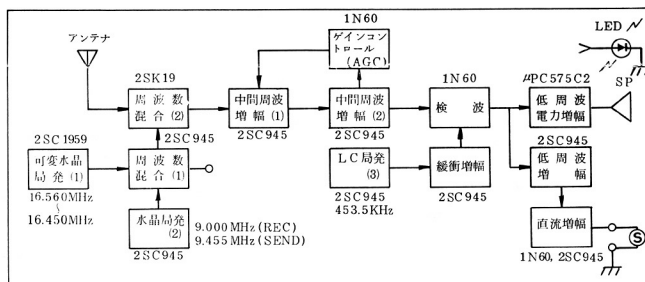 1N60
LED
アンテナ
ゲインコン
トロール
(AGC)
2SK19
1N60
μPC575C2
SP
周波数
混合(2)
中間周波
増幅(1)
中間周波
増幅(2)
検波
低周波
電力増幅
2SC945
2SC945
2SC945
2SC1959
2SC945
可変水晶
局発(1)
周波数
混合(1)
LC局発
(3)
緩衝増幅
低周波
増幅
16.560MHz
〜
16.450MHz
2SC945
453.5KHz
2SC945
水晶局発
(2)
9.000MHz(REC)
9.455MHz(SEND)
直流増幅
S
2SC945
1N60, 2SC945